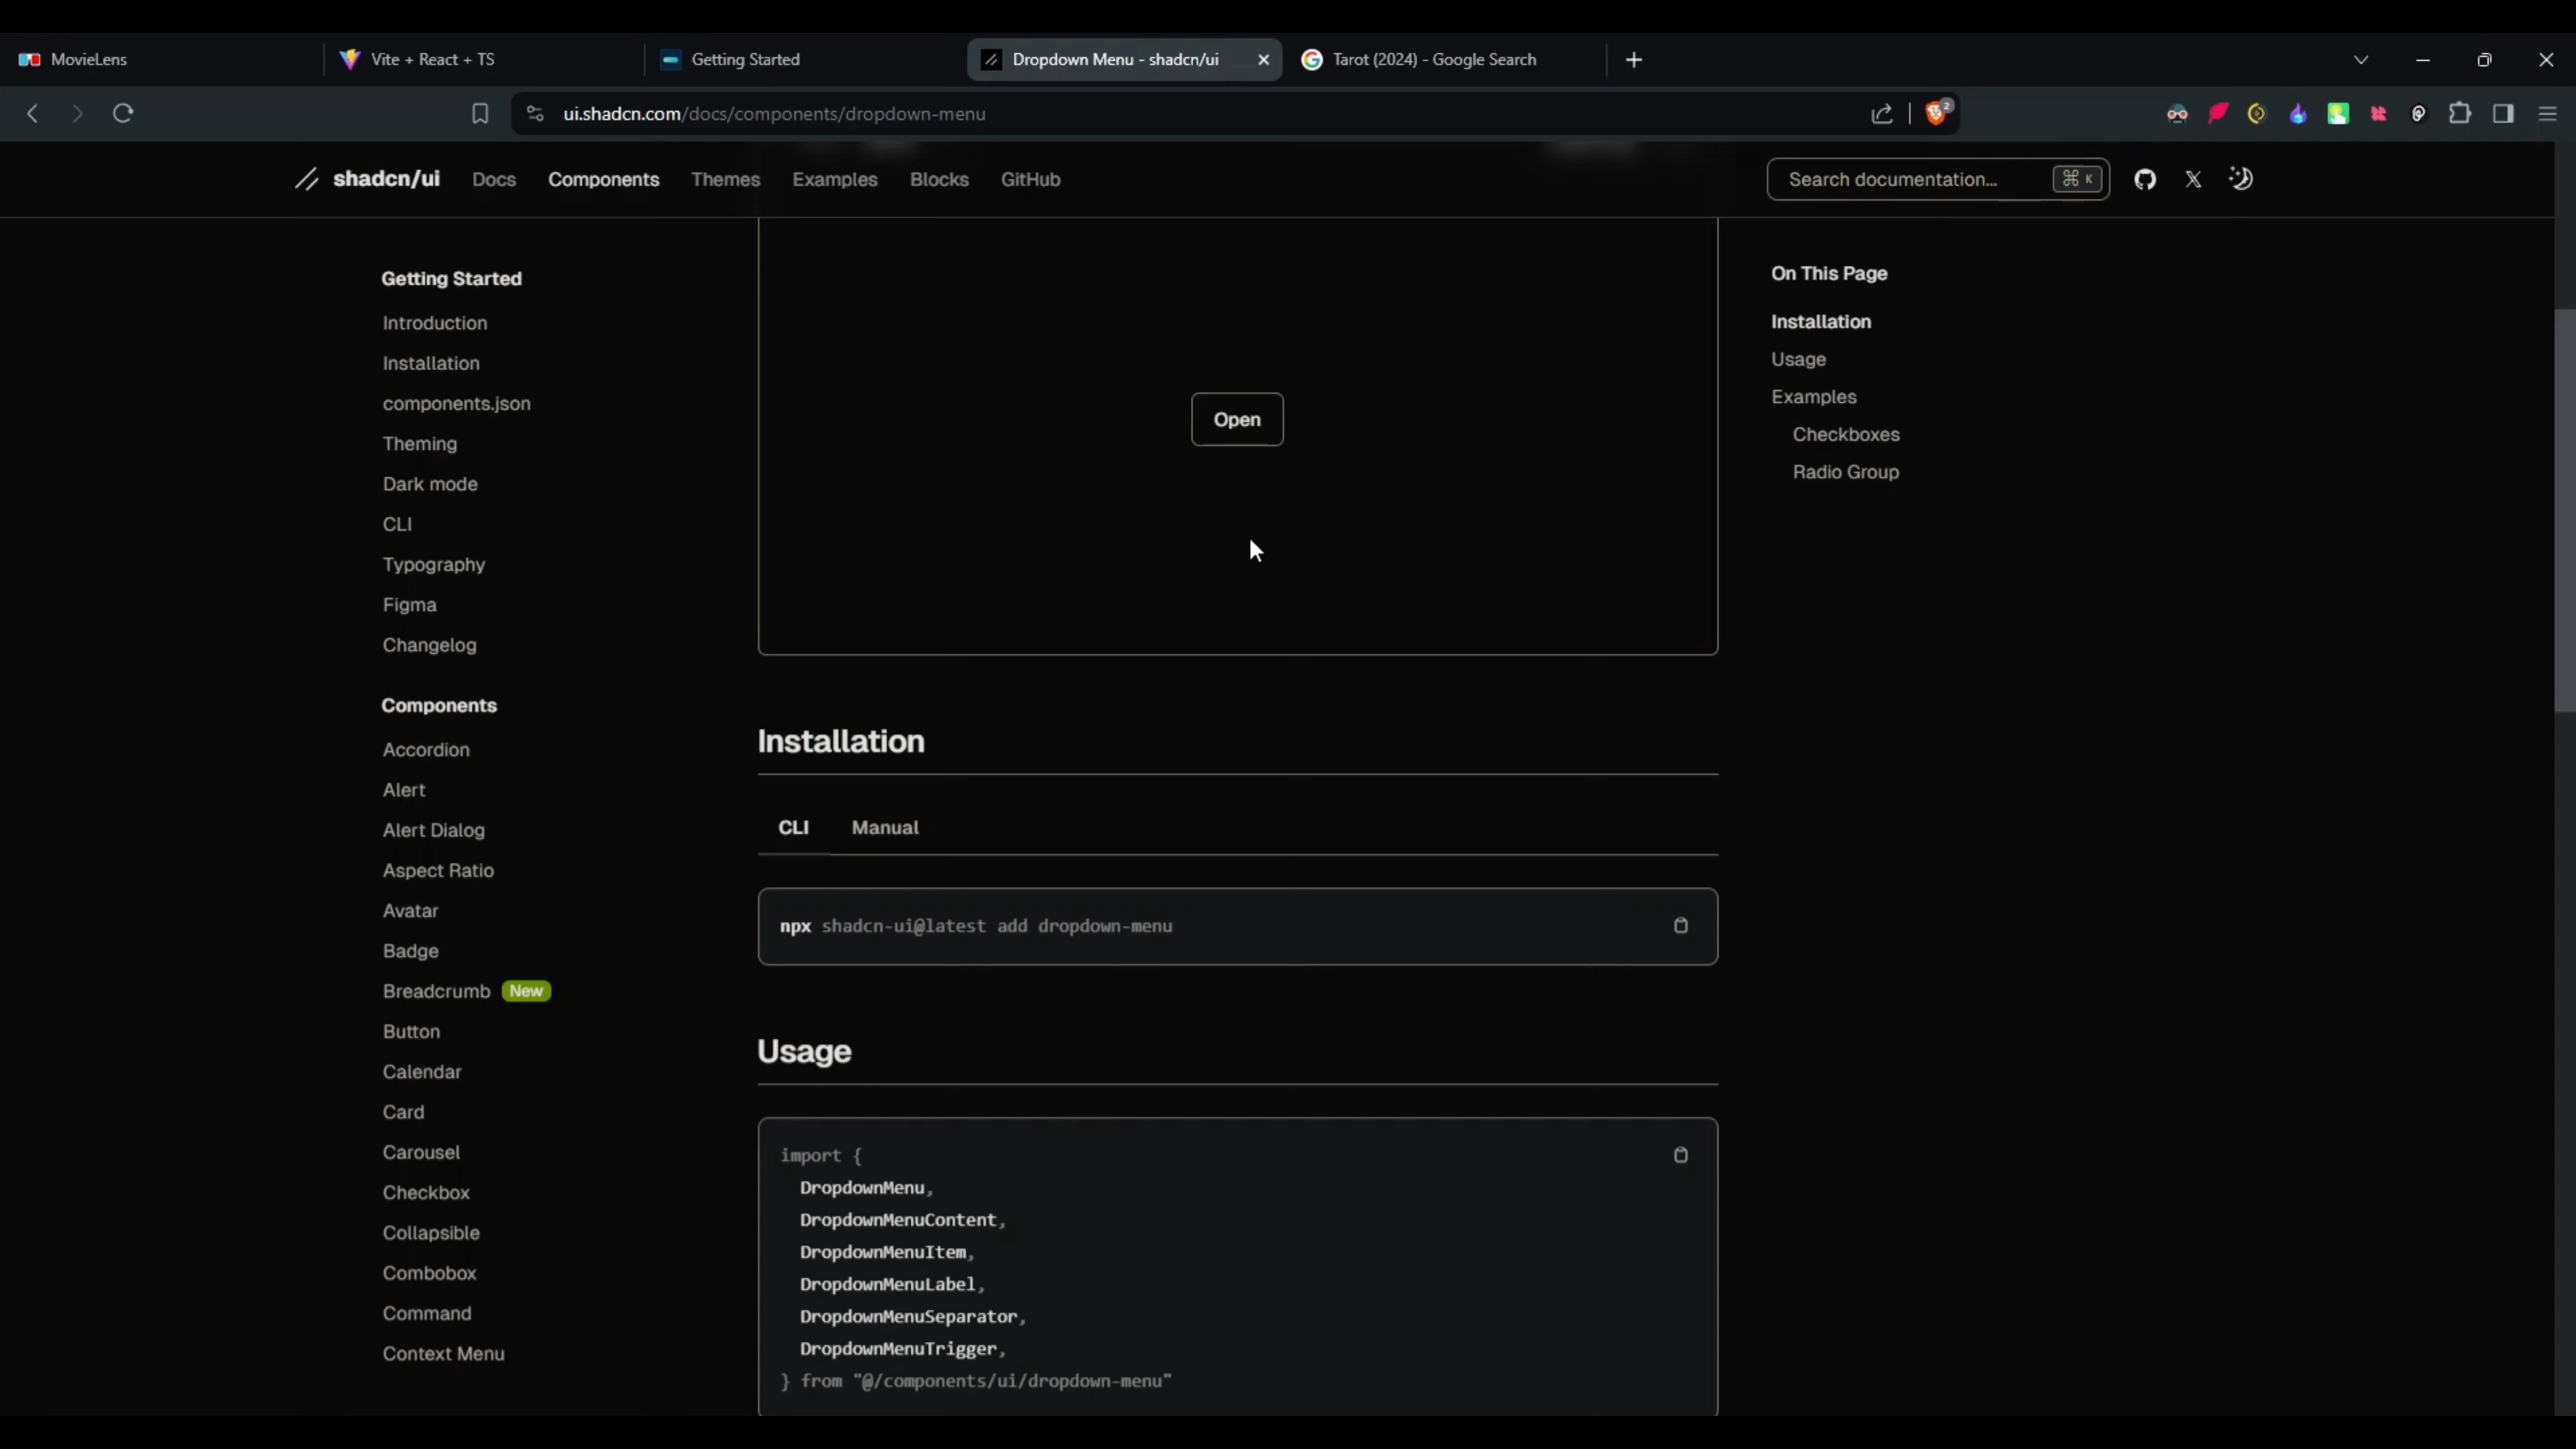 MovieLens
Vite + React + TS
Getting Started
Dropdown Menu - shadcn/ui
Tarot (2024) - Google Search
ui.shadcn.com/docs/components/dropdown-menu
2
shadcn/ui
Docs
Components
Themes
Examples
Blocks
GitHub
Search documentation...
⌘ K
Getting Started
Introduction
Installation
components.json
Theming
Dark mode
CLI
Typography
Figma
Changelog
Components
Accordion
Alert
Alert Dialog
Aspect Ratio
Avatar
Badge
Breadcrumb New
Button
Calendar
Card
Carousel
Checkbox
Collapsible
Combobox
Command
Context Menu
Open
Installation
CLI
Manual
npx shadcn-ui@latest add dropdown-menu
Usage
import {
DropdownMenu,
DropdownMenuContent,
DropdownMenuItem,
DropdownMenuLabel,
DropdownMenuSeparator,
DropdownMenuTrigger,
} from "@/components/ui/dropdown-menu"
On This Page
Installation
Usage
Examples
Checkboxes
Radio Group